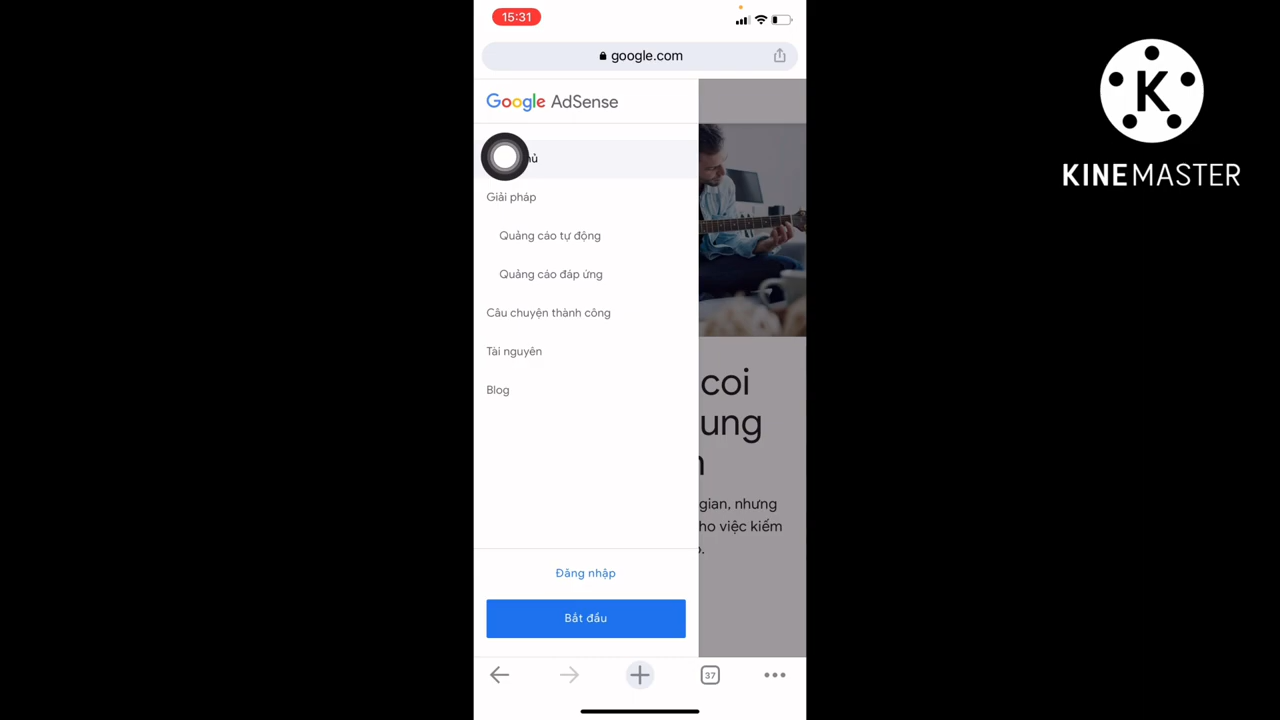 15:31
google.com
Google AdSense
Giải pháp
Quảng cáo tự động
Quảng cáo đáp ứng
Câu chuyện thành công
Tài nguyên
Blog
coi
ung
gian, nhưng
ho việc kiếm
Đăng nhập
Bắt đầu
37
K
KINEMASTER